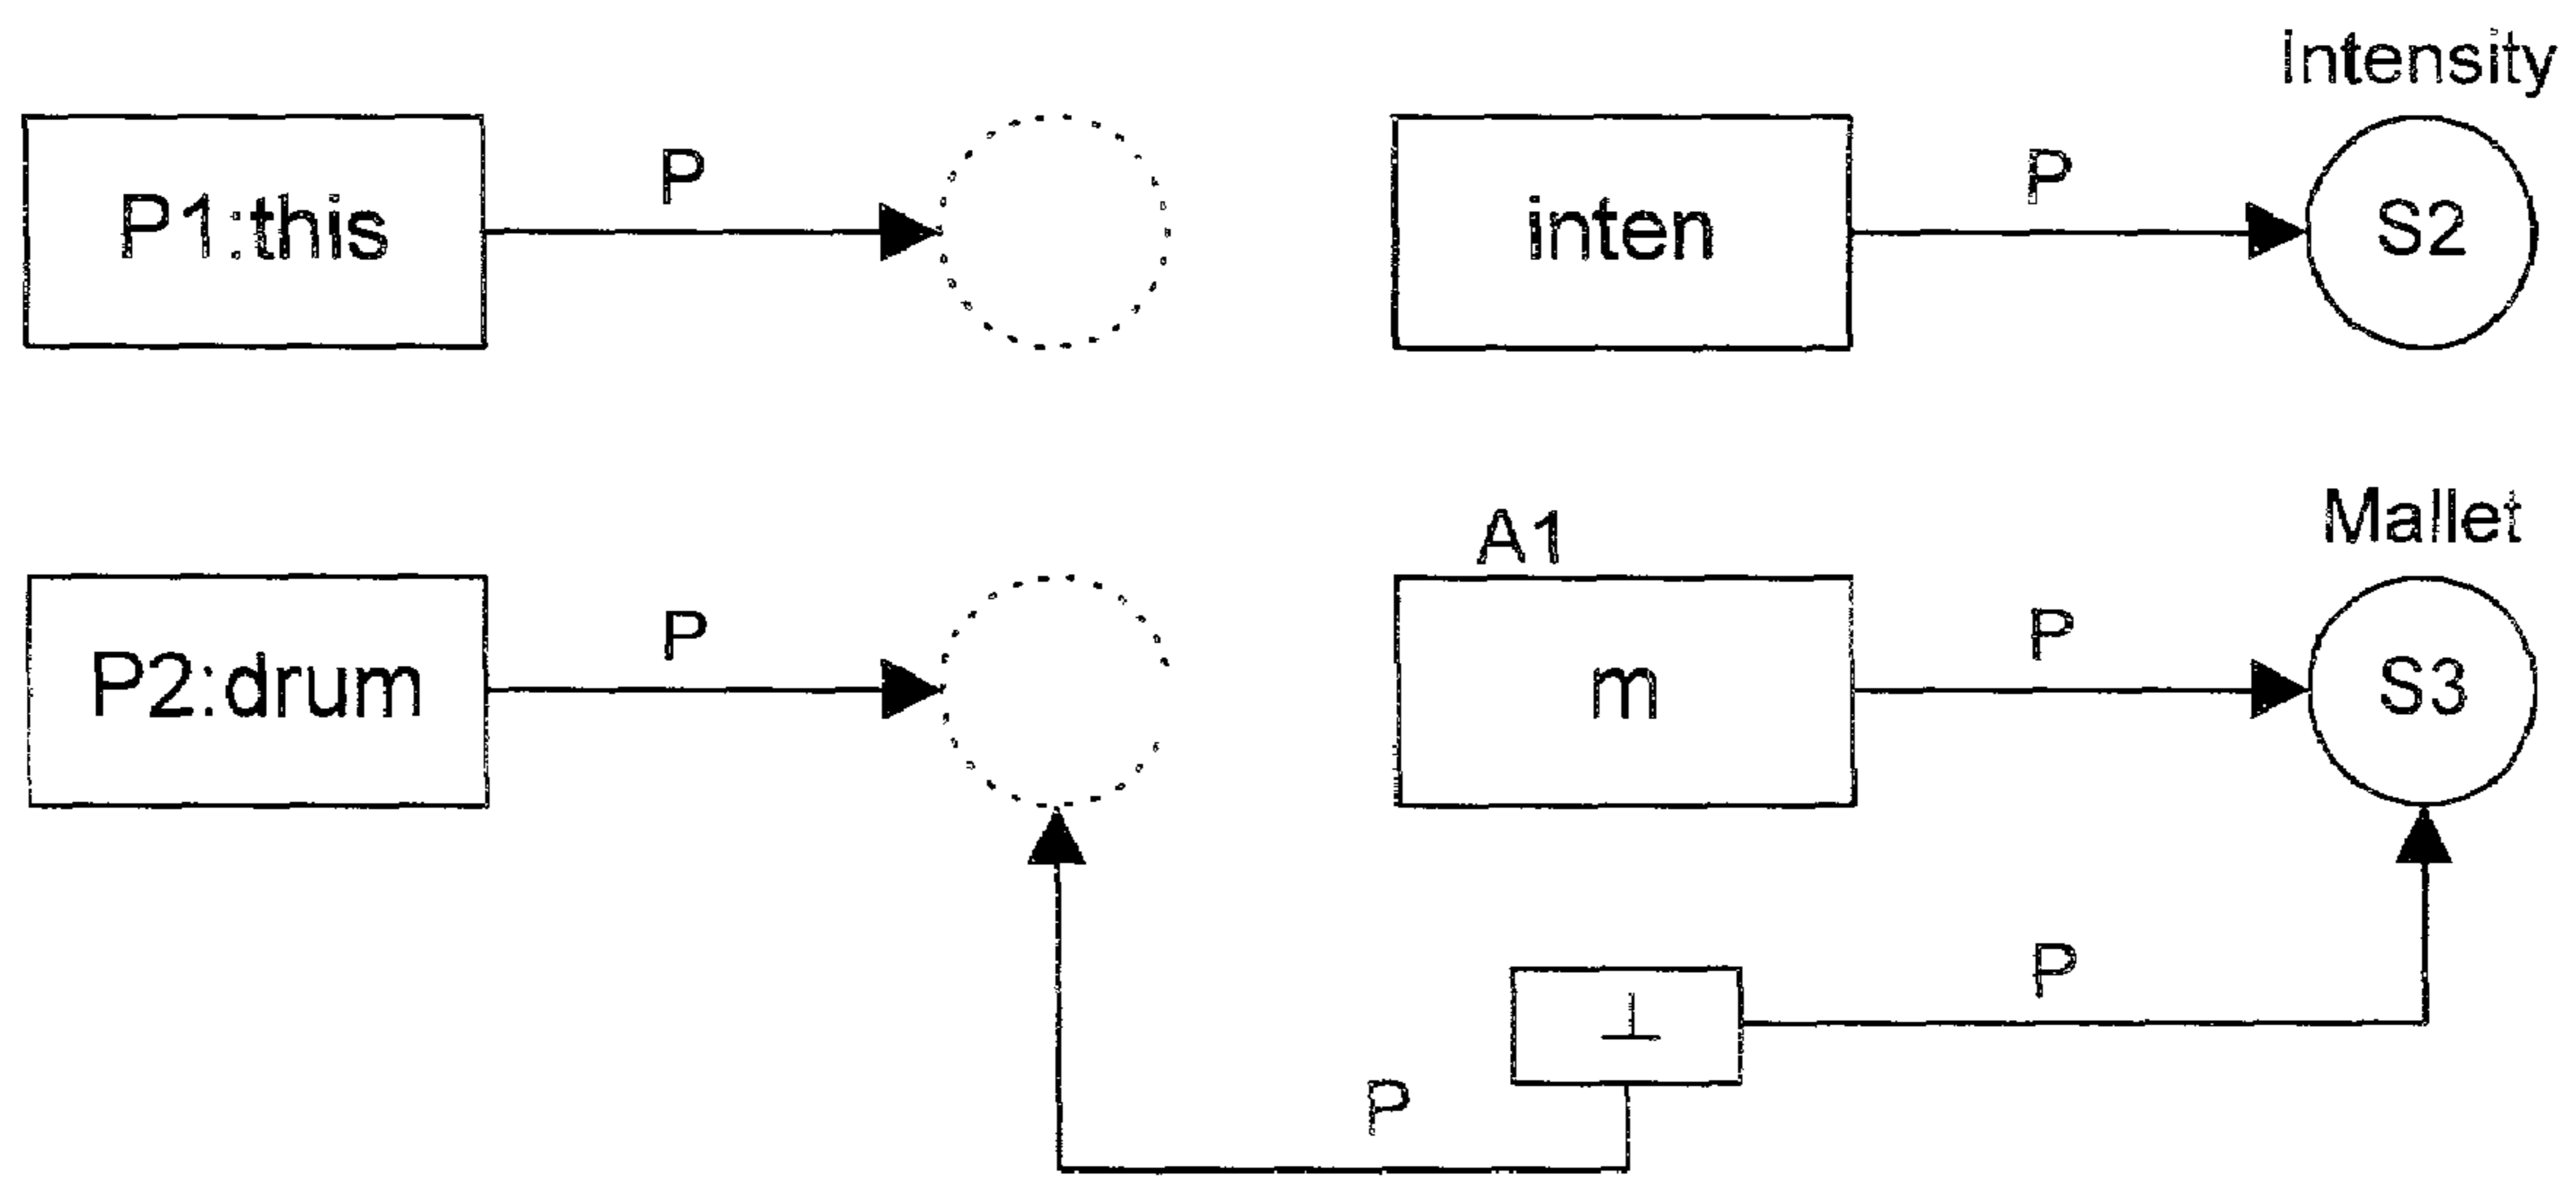 Intensity
P1:this
P
inten
P
S2
A1
Mallet
P2:drum
P
m
P
S3
⊥
P
P